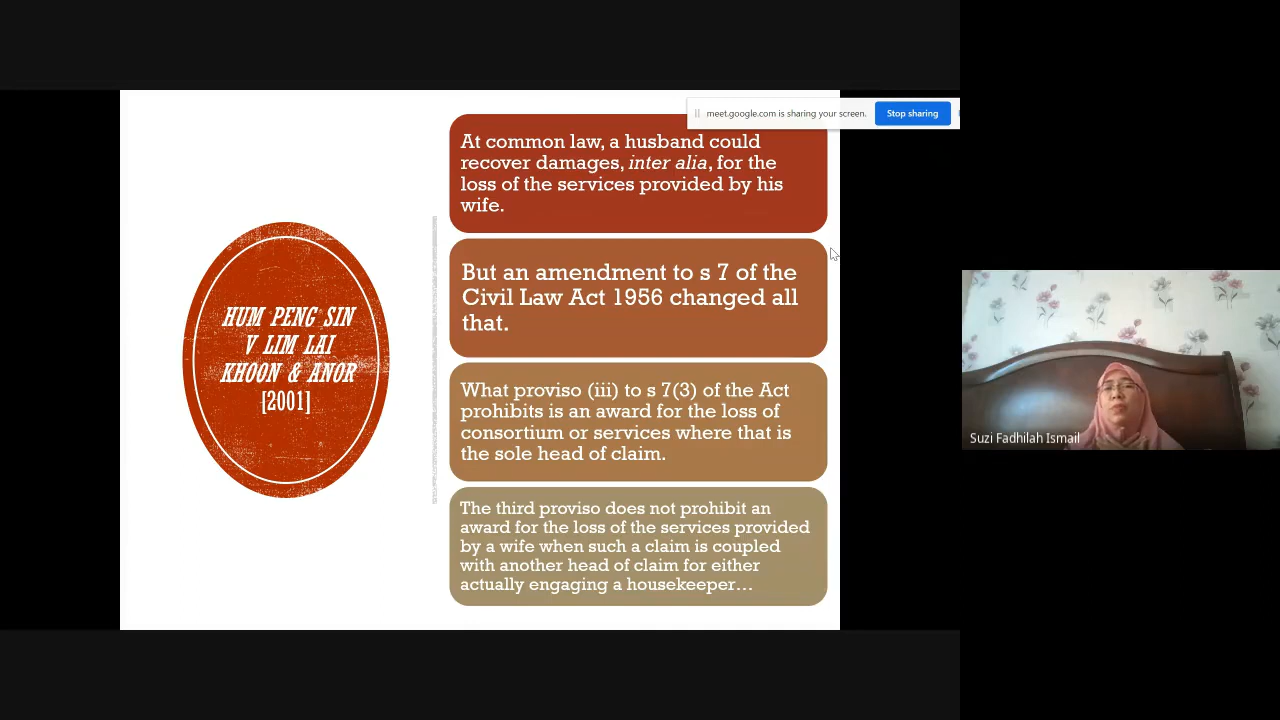 meet.google.com is sharing your screen.
Stop sharing
At common law, a husband could
recover damages, inter alia, for the
loss of the services provided by his
wife.
But an amendment to s 7 of the
Civil Law Act 1956 changed all
that.
HUM PENG SIN
V LIM LAI
KHOON & ANOR
[2001]
What proviso (iii) to s 7(3) of the Act
prohibits is an award for the loss of
consortium or services where that is
the sole head of claim.
The third proviso does not prohibit an
award for the loss of the services provided
by a wife when such a claim is coupled
with another head of claim for either
actually engaging a housekeeper…
Suzi Fadhilah Ismail